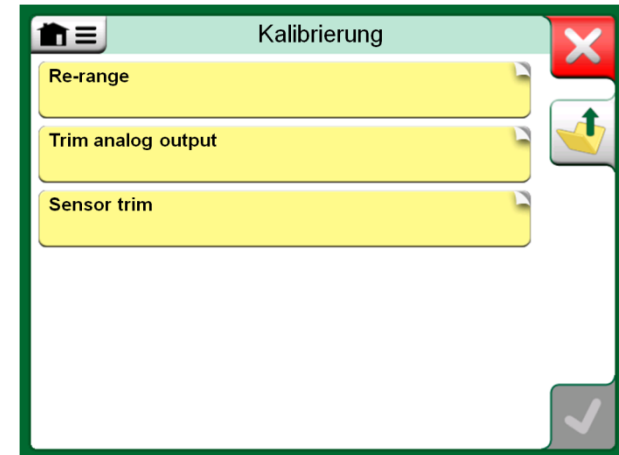 Kalibrierung
Re-range
Trim analog output
Sensor trim